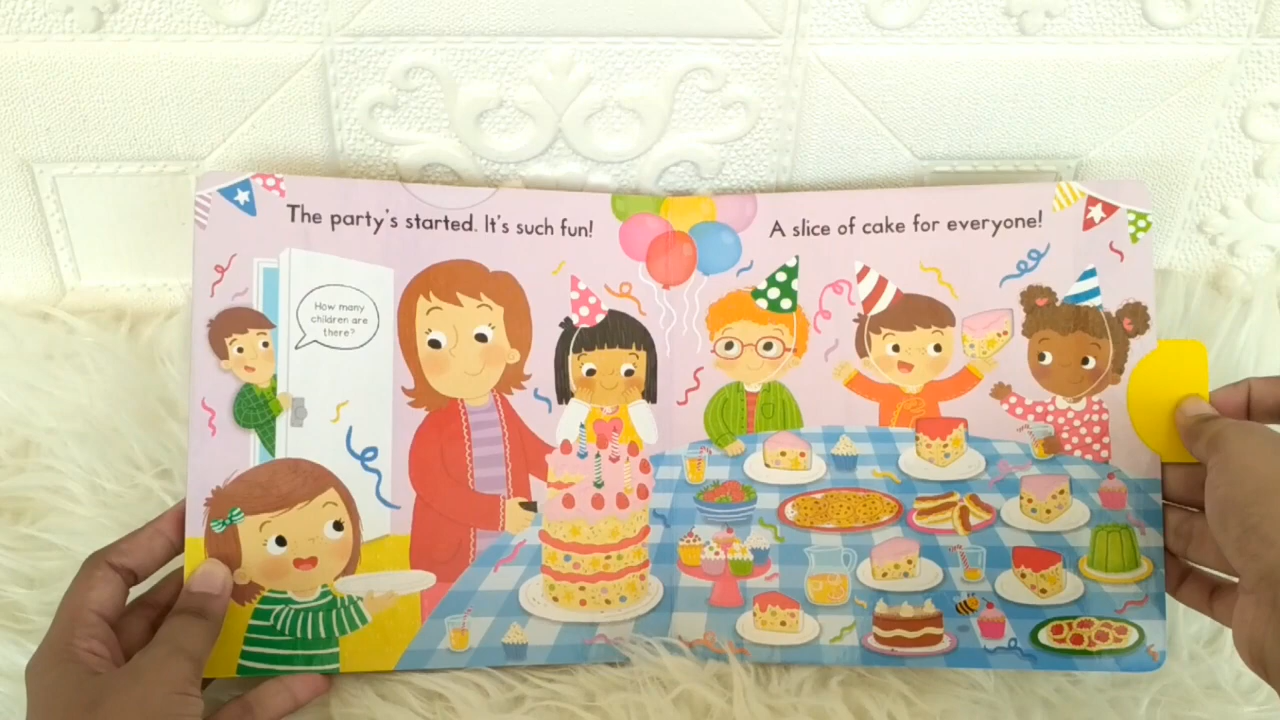 The party's started. It's such fun!
How many
children are
there?
A slice of cake for everyone!